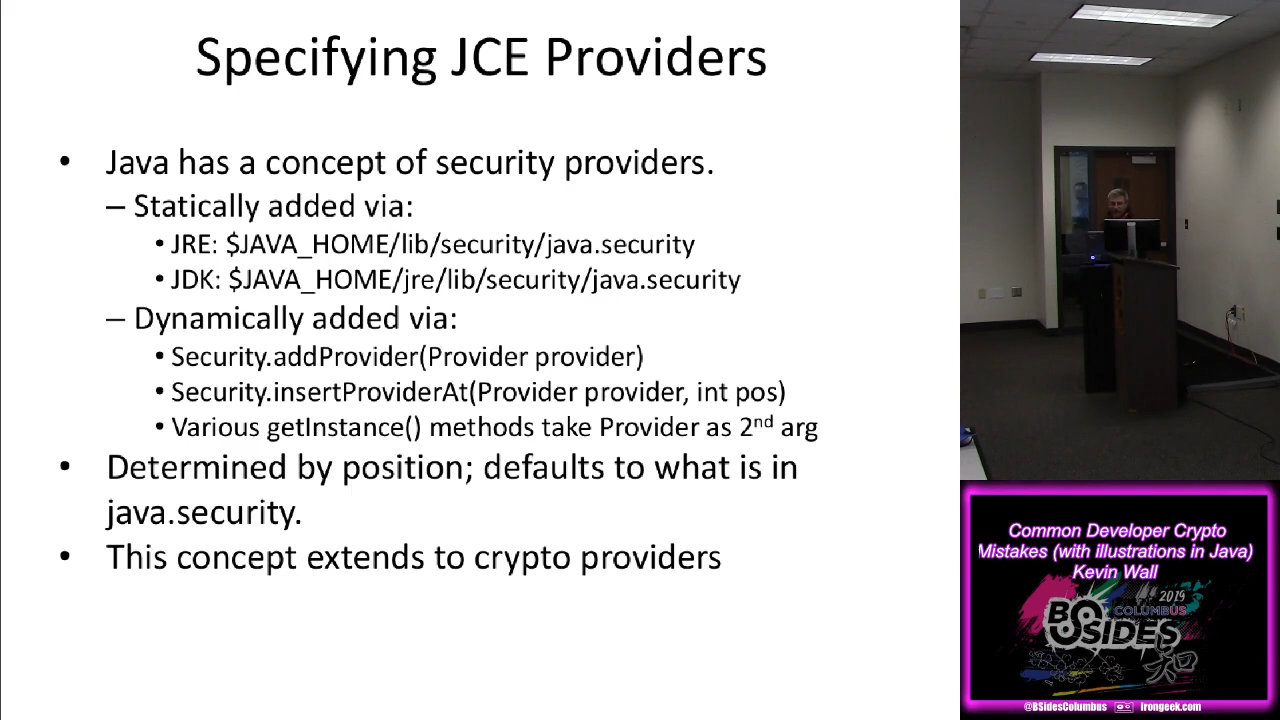 Specifying JCE Providers
• Java has a concept of security providers.
– Statically added via:
• JRE: $JAVA_HOME/lib/security/java.security
• JDK: $JAVA_HOME/jre/lib/security/java.security
– Dynamically added via:
• Security.addProvider(Provider provider)
• Security.insertProviderAt(Provider provider, int pos)
• Various getInstance() methods take Provider as 2nd arg
• Determined by position; defaults to what is in
java.security.
• This concept extends to crypto providers
Common Developer Crypto
Mistakes (with illustrations in Java)
Kevin Wall
2019
COLUMBUS
BSIDES
知
@BSidesColumbus irongeek.com